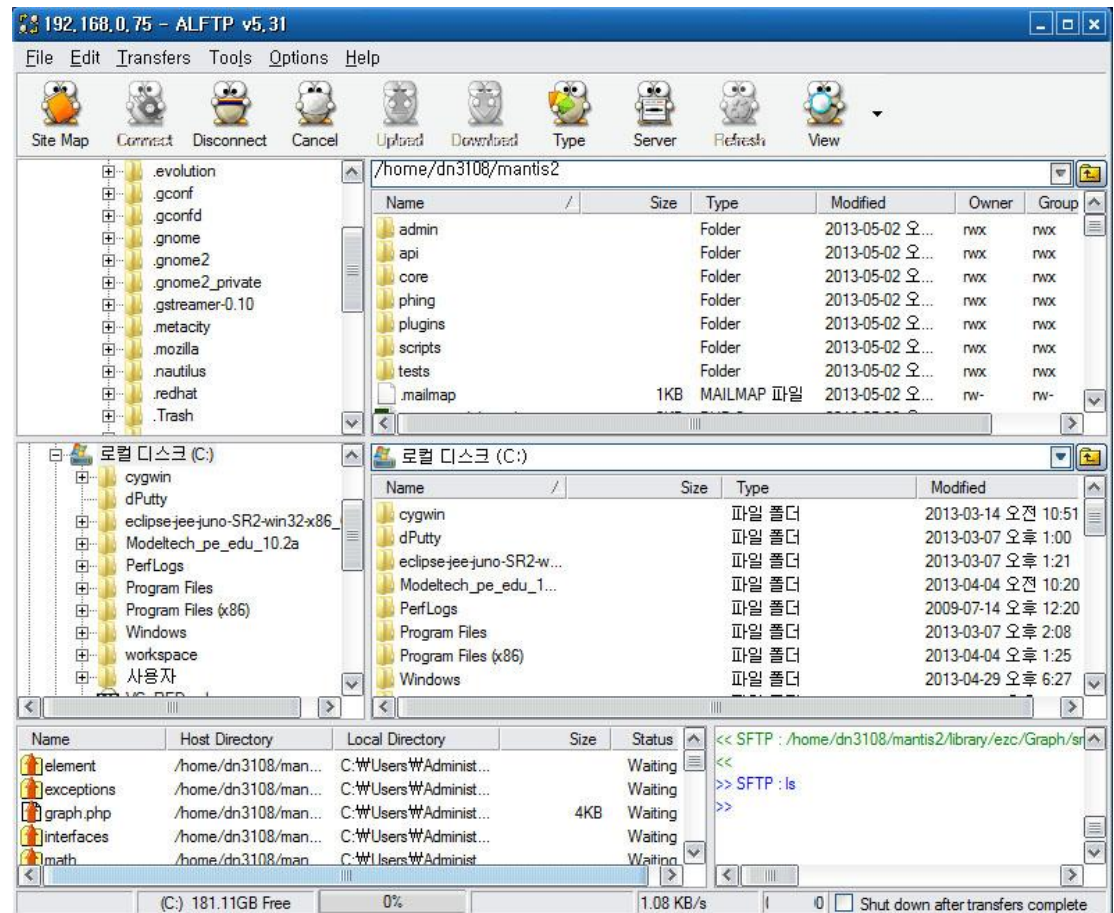 192.168.0.75 - ALFTP v5.31
File Edit Transfers Tools Options Help
Site Map Connect Disconnect Cancel Upload Download Type Server Refresh View
.evolution
.gconf
.gconfd
.gnome
.gnome2
.gnome2_private
.gstreamer-0.10
.metacity
.mozilla
.nautilus
.redhat
.Trash
/home/dn3108/mantis2
Name / Size Type Modified Owner Group
admin Folder 2013-05-02 오... rwx rwx
api Folder 2013-05-02 오... rwx rwx
core Folder 2013-05-02 오... rwx rwx
phing Folder 2013-05-02 오... rwx rwx
plugins Folder 2013-05-02 오... rwx rwx
scripts Folder 2013-05-02 오... rwx rwx
tests Folder 2013-05-02 오... rwx rwx
.mailmap 1KB MAILMAP 파일 2013-05-02 오... rw- rw-
로컬 디스크 (C:)
cygwin
dPutty
eclipse-jee-juno-SR2-win32-x86_
Modeltech_pe_edu_10.2a
PerfLogs
Program Files
Program Files (x86)
Windows
workspace
사용자
로컬 디스크 (C:)
Name / Size Type Modified
cygwin 파일 폴더 2013-03-14 오전 10:51
dPutty 파일 폴더 2013-03-07 오후 1:00
eclipse-jee-juno-SR2-w... 파일 폴더 2013-03-07 오후 1:21
Modeltech_pe_edu_1... 파일 폴더 2013-04-04 오전 10:20
PerfLogs 파일 폴더 2009-07-14 오후 12:20
Program Files 파일 폴더 2013-03-07 오후 2:08
Program Files (x86) 파일 폴더 2013-04-04 오후 1:25
Windows 파일 폴더 2013-04-29 오후 6:27
Name Host Directory Local Directory Size Status
element /home/dn3108/man... C:₩Users₩Administ... Waiting
exceptions /home/dn3108/man... C:₩Users₩Administ... Waiting
graph.php /home/dn3108/man... C:₩Users₩Administ... 4KB Waiting
interfaces /home/dn3108/man... C:₩Users₩Administ... Waiting
math /home/dn3108/man... C:₩Users₩Administ... Waiting
<< SFTP : /home/dn3108/mantis2/library/ezc/Graph/sr
<<
>> SFTP : ls
>>
(C:) 181.11GB Free 0% 1.08 KB/s Shut down after transfers complete